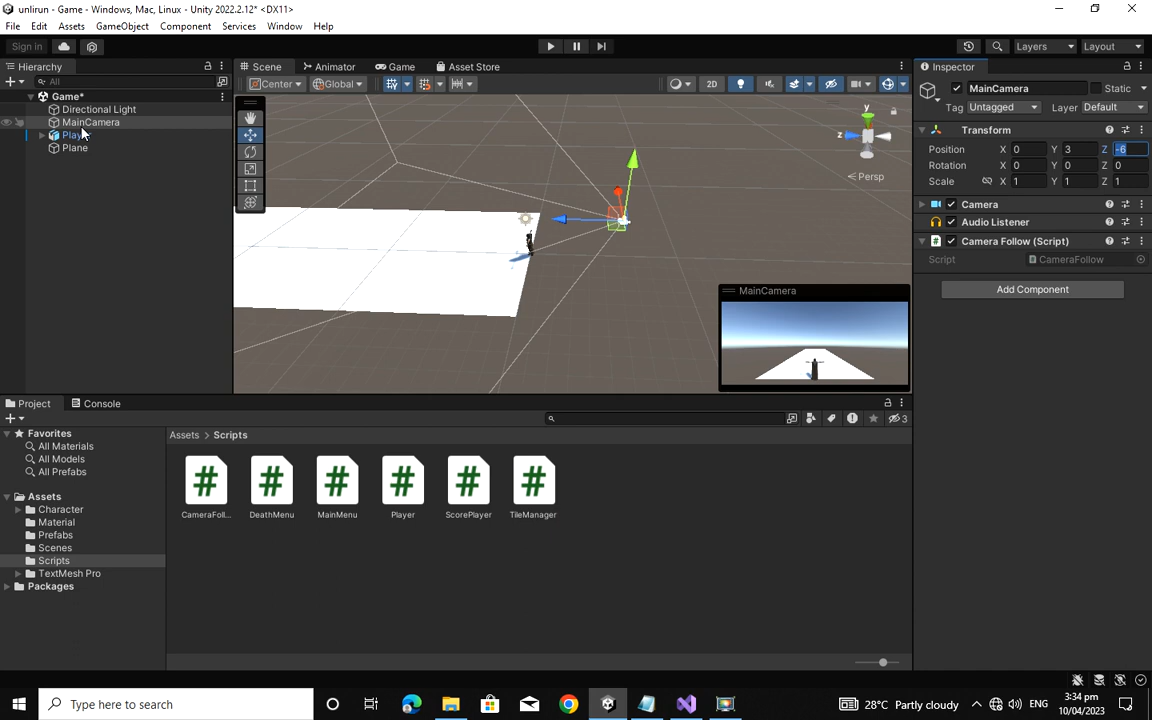 unlirun - Game - Windows, Mac, Linux - Unity 2022.2.12* <DX11>
File Edit Assets GameObject Component Services Window Help
Sign in
Layers Layout
Hierarchy
Scene Animator Game Asset Store
Inspector
All
Center Global
2D
MainCamera Static
Game*
Directional Light
MainCamera
Plane
Tag Untagged Layer Default
y
z
Persp
Transform
Position X 0 Y 3 Z -6
Rotation X 0 Y 0 Z 0
Scale X 1 Y 1 Z 1
Camera
Audio Listener
Camera Follow (Script)
Script CameraFollow
Add Component
MainCamera
Project Console
3
Favorites
All Materials
All Models
All Prefabs
Assets
Character
Material
Prefabs
Scenes
Scripts
TextMesh Pro
Packages
Assets > Scripts
CameraFoll... DeathMenu MainMenu Player ScorePlayer TileManager
Type here to search
28°C Partly cloudy
ENG
3:34 pm
10/04/2023